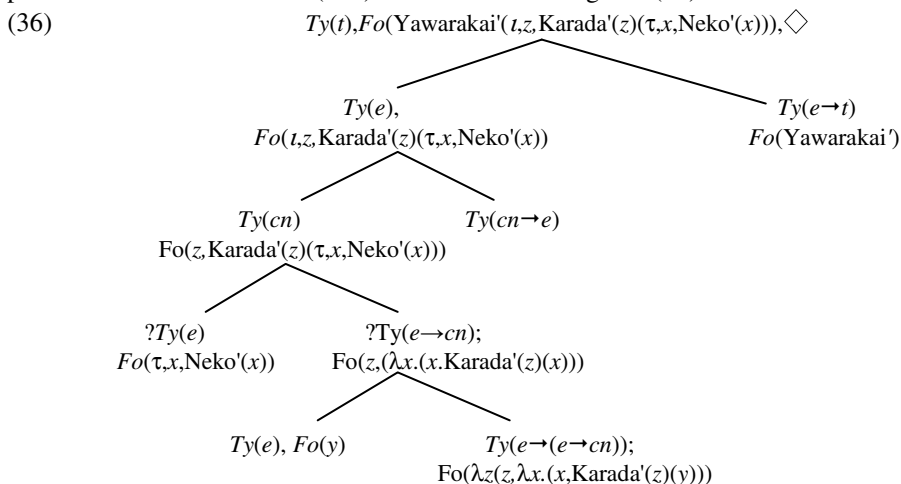 (36) Ty(t),Fo(Yawarakai'(ι,z,Karada'(z)(τ,x,Neko'(x))),◇
Ty(e), Ty(e→t)
Fo(ι,z,Karada'(z)(τ,x,Neko'(x)) Fo(Yawarakai')
Ty(cn) Ty(cn→e)
Fo(z,Karada'(z)(τ,x,Neko'(x)))
?Ty(e) ?Ty(e→cn);
Fo(τ,x,Neko'(x)) Fo(z,(λx.(x.Karada'(z)(x)))
Ty(e), Fo(y) Ty(e→(e→cn));
Fo(λz(z,λx.(x,Karada'(z)(y)))